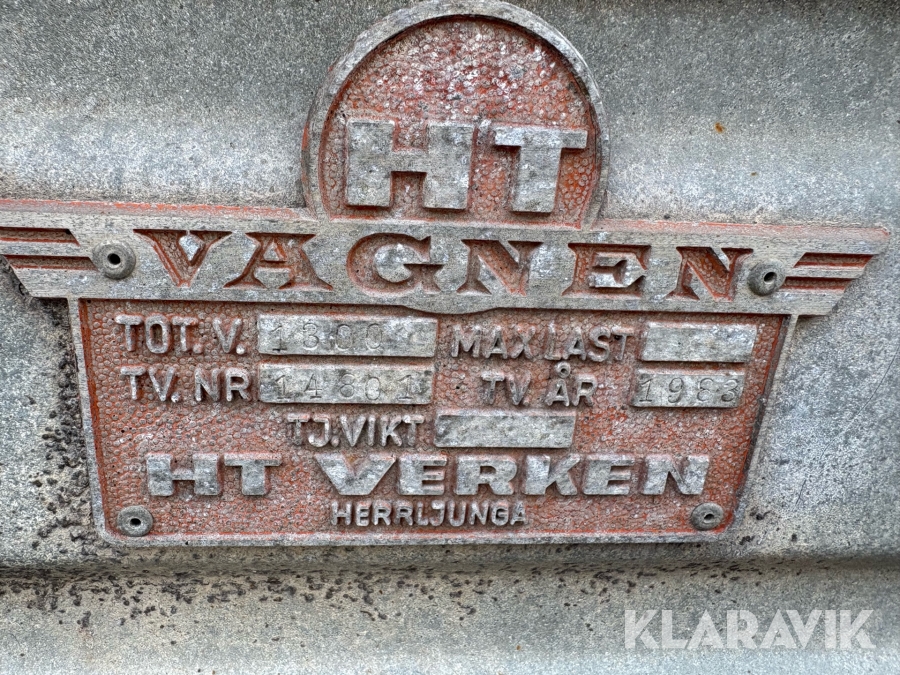 HT
VAGNEN
TOT. V. 1800 MAX LAST
TV. NR 14801 TV. ÅR 1983
TJ. VIKT
HT VERKEN
HERRLJUNGA
KLARAVIK